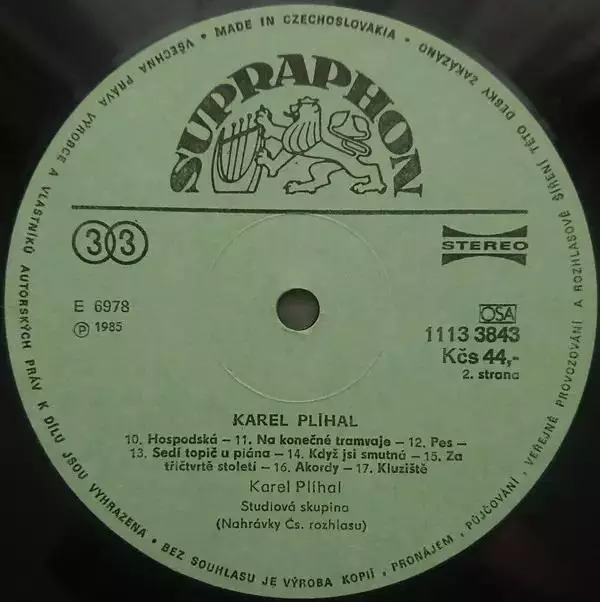 VŠECHNA PRÁVA VÝROBCE A VLASTNÍKŮ AUTORSKÝCH PRÁV K DÍLU JSOU VYHRAZENA • BEZ SOUHLASU JE VÝROBA KOPIÍ, PRONÁJEM, PŮJČOVÁNÍ, VEŘEJNÉ PROVOZOVÁNÍ A ROZHLASOVÉ ŠÍŘENÍ TÉTO DESKY ZAKÁZÁNO • MADE IN CZECHOSLOVAKIA •
SUPRAPHON
33
STEREO
E 6978
Ⓟ 1985
OSA
1113 3843
Kčs 44,-
2. strana
KAREL PLÍHAL
10. Hospodská – 11. Na konečné tramvaje – 12. Pes –
13. Sedí topič u piána – 14. Když jsi smutná – 15. Za
třičtvrtě století – 16. Akordy – 17. Kluziště
Karel Plíhal
Studiová skupina
(Nahrávky Čs. rozhlasu)